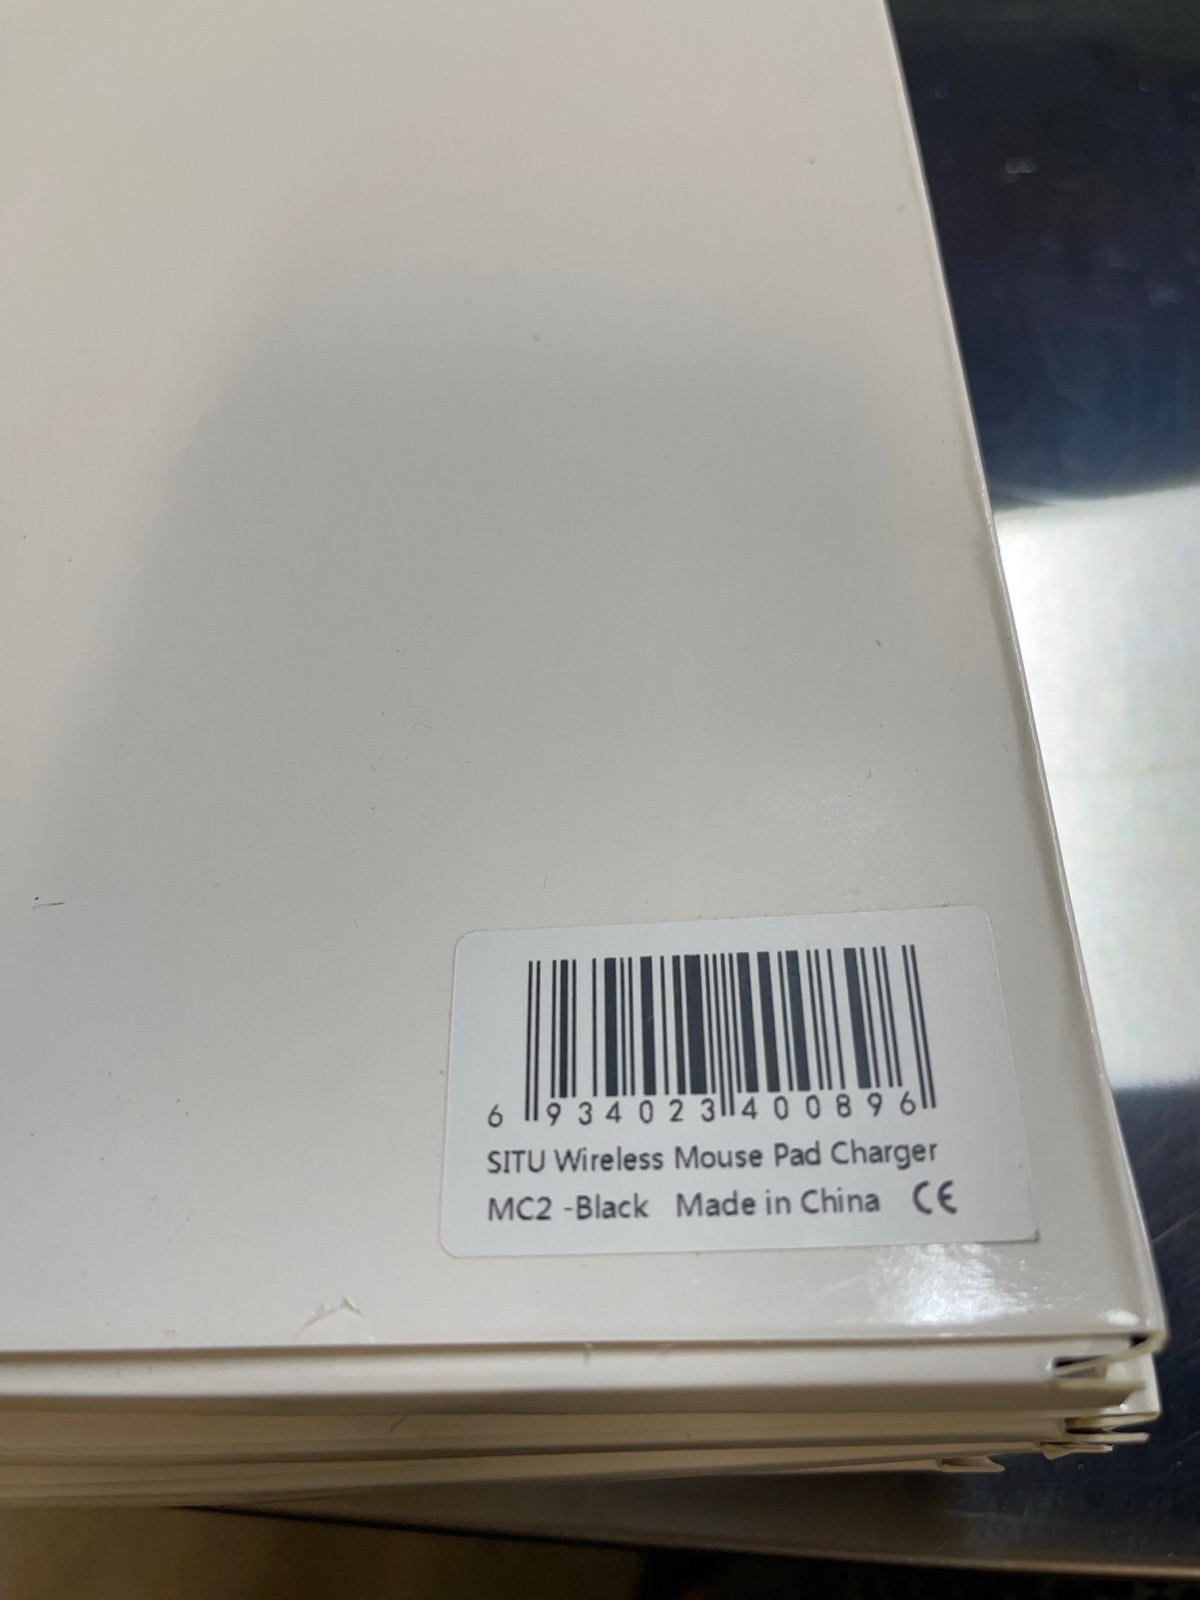 6 934023 400896
SITU Wireless Mouse Pad Charger
MC2 -Black Made in China CE